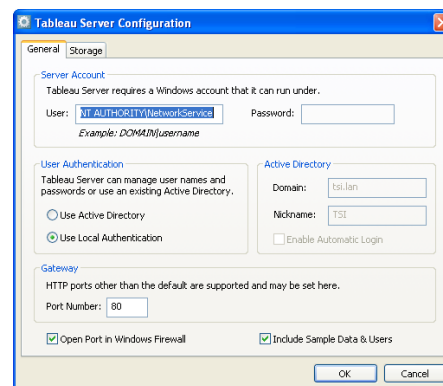 Tableau Server Configuration
General Storage
Server Account
Tableau Server requires a Windows account that it can run under.
User: NT AUTHORITY\NetworkService Password:
Example: DOMAIN\username
User Authentication
Tableau Server can manage user names and
passwords or use an existing Active Directory.
Use Active Directory
Use Local Authentication
Active Directory
Domain: tsi.lan
Nickname: TSI
Enable Automatic Login
Gateway
HTTP ports other than the default are supported and may be set here.
Port Number: 80
Open Port in Windows Firewall Include Sample Data & Users
OK Cancel